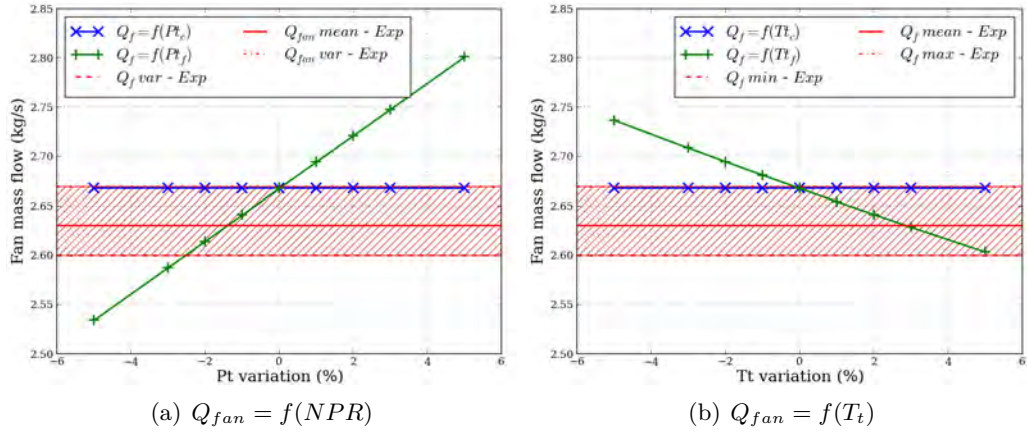 Q_f = f(Pt_c)
Q_f = f(Pt_f)
Q_f var - Exp
Q_fan mean - Exp
Q_fan var - Exp
Fan mass flow (kg/s)
2.85
2.80
2.75
2.70
2.65
2.60
2.55
2.50
−6
−4
−2
0
2
4
6
Pt variation (%)
(a) Q_fan = f(NPR)
Q_f = f(Tt_c)
Q_f = f(Tt_f)
Q_f min - Exp
Q_f mean - Exp
Q_f max - Exp
Fan mass flow (kg/s)
2.85
2.80
2.75
2.70
2.65
2.60
2.55
2.50
−6
−4
−2
0
2
4
6
Tt variation (%)
(b) Q_fan = f(T_t)